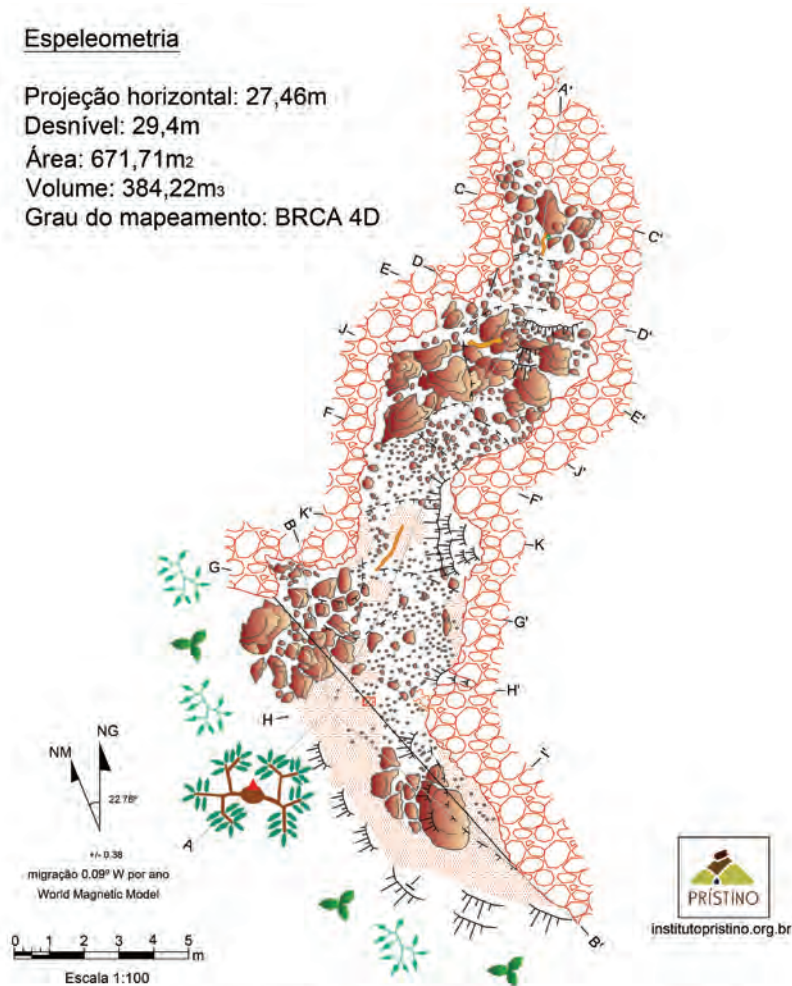 Espeleometria
Projeção horizontal: 27,46m
Desnível: 29,4m
Área: 671,71m2
Volume: 384,22m3
Grau do mapeamento: BRCA 4D
A'
C
C'
D
E
D'
J
E'
F
J'
F
K'
B
K
G
G'
H'
H
I'
NM
NG
22.78º
A
+/- 0.38
migração 0.09º W por ano
World Magnetic Model
I
PRÍSTINO
institutopristino.org.br
B'
0 1 2 3 4 5
m
Escala 1:100